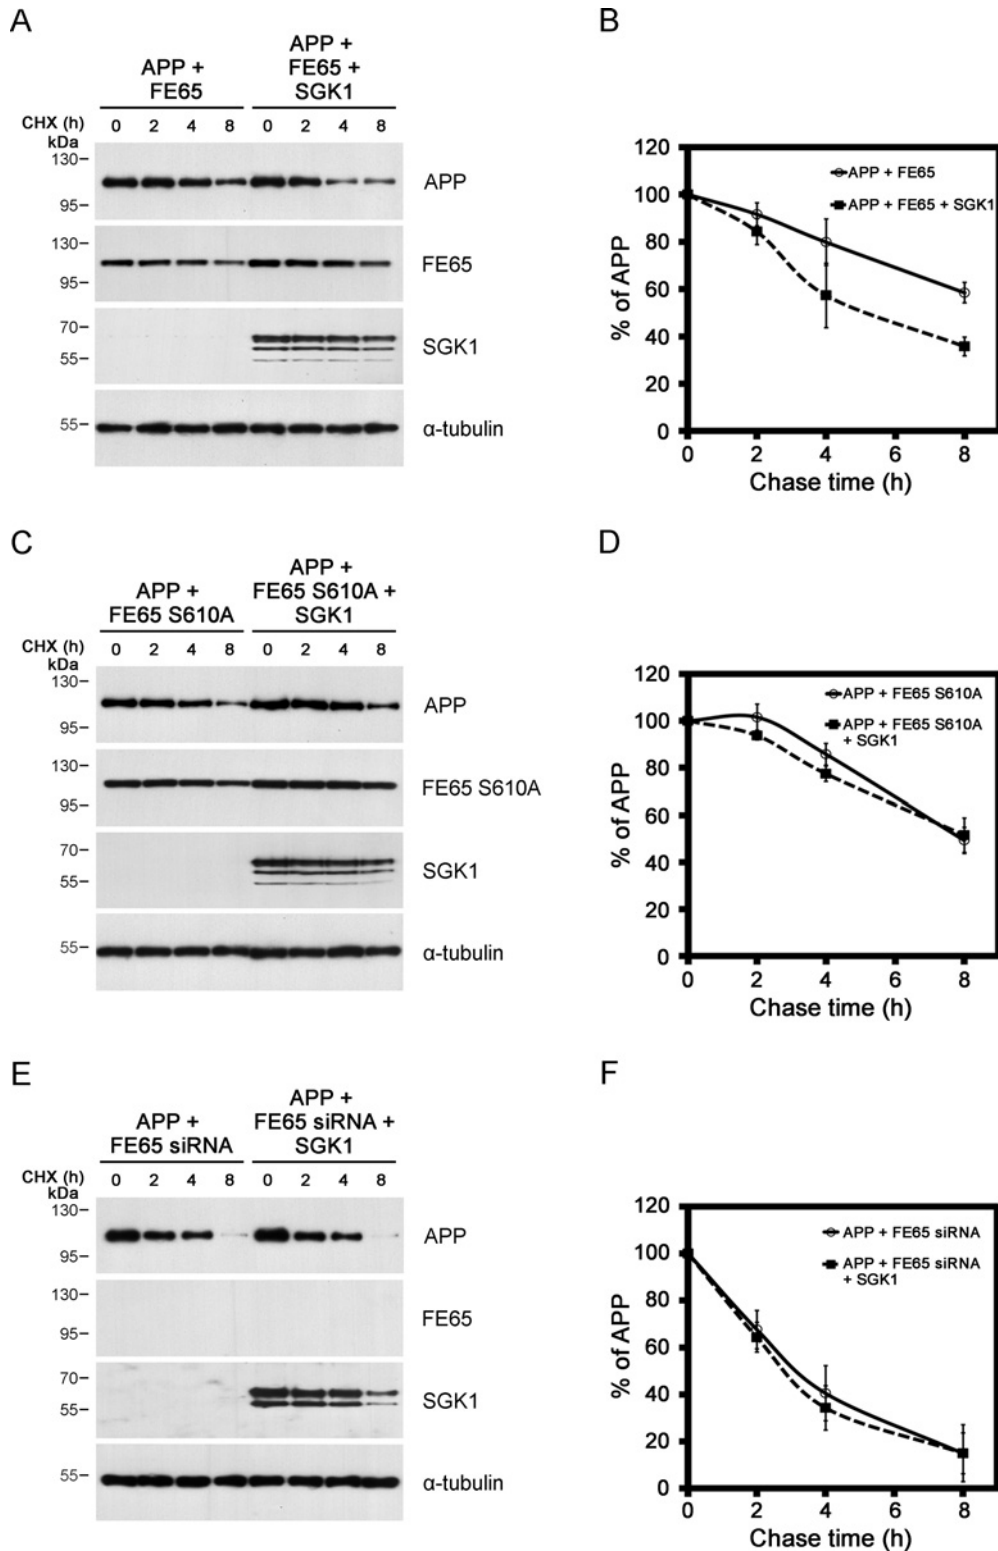 A
APP +
FE65
APP +
FE65 +
SGK1
CHX (h) 0 2 4 8 0 2 4 8
kDa
130–
95–
APP
130–
95–
FE65
70–
55–
SGK1
55–
α-tubulin
B
120
100
80
60
40
20
0
% of APP
APP + FE65
APP + FE65 + SGK1
0 2 4 6 8
Chase time (h)
C
APP +
FE65 S610A
APP +
FE65 S610A +
SGK1
CHX (h) 0 2 4 8 0 2 4 8
kDa
130–
95–
APP
130–
95–
FE65 S610A
70–
55–
SGK1
55–
α-tubulin
D
120
100
80
60
40
20
0
% of APP
APP + FE65 S610A
APP + FE65 S610A
+ SGK1
0 2 4 6 8
Chase time (h)
E
APP +
FE65 siRNA
APP +
FE65 siRNA +
SGK1
CHX (h) 0 2 4 8 0 2 4 8
kDa
130–
95–
APP
130–
95–
FE65
70–
55–
SGK1
55–
α-tubulin
F
120
100
80
60
40
20
0
% of APP
APP + FE65 siRNA
APP + FE65 siRNA
+ SGK1
0 2 4 6 8
Chase time (h)